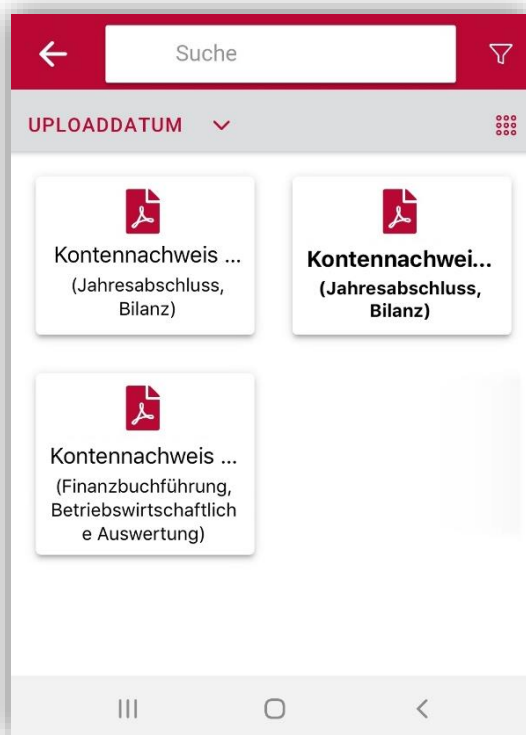 Suche
UPLOADDATUM
Kontennachweis ...
(Jahresabschluss,
Bilanz)
Kontennachwei...
(Jahresabschluss,
Bilanz)
Kontennachweis ...
(Finanzbuchführung,
Betriebswirtschaftlich
e Auswertung)